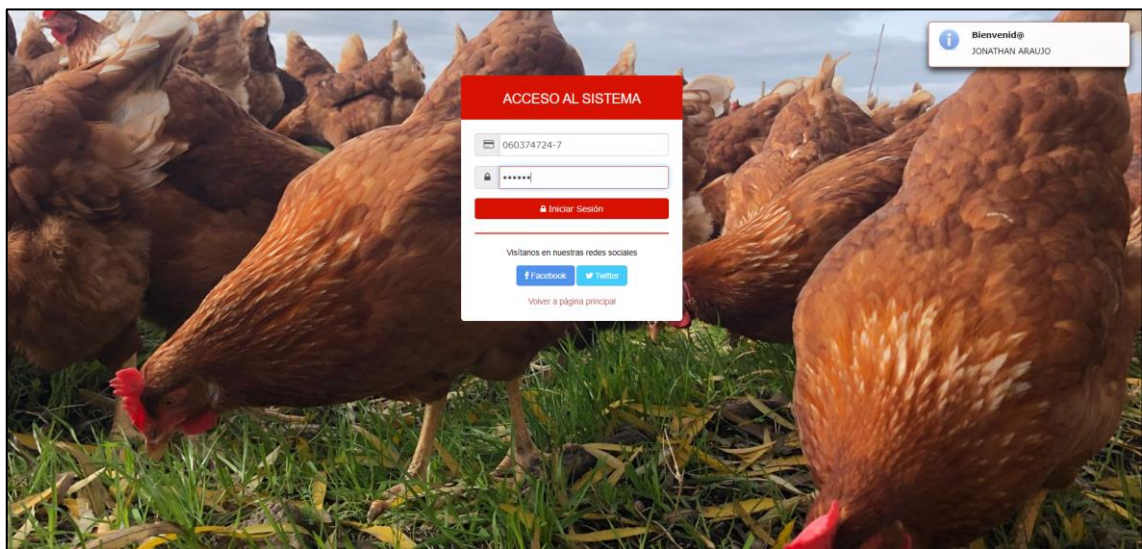 Bienvenid@
JONATHAN ARAUJO
ACCESO AL SISTEMA
060374724-7
••••••
Iniciar Sesión
Visítanos en nuestras redes sociales
Facebook
Twitter
Volver a página principal